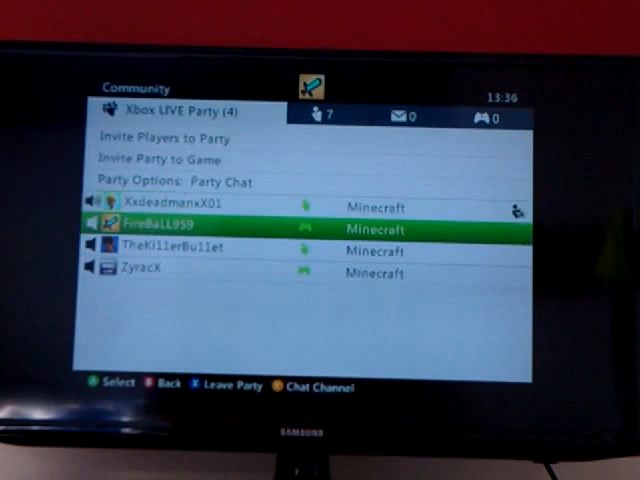 Community
13:36
Xbox LIVE Party (4)
7
0
0
Invite Players to Party
Invite Party to Game
Party Options: Party Chat
XxdeadmanxX01 Minecraft
FireBaLL959 Minecraft
TheKi11erBu11et Minecraft
ZyracX Minecraft
A Select B Back X Leave Party Y Chat Channel
SAMSUNG